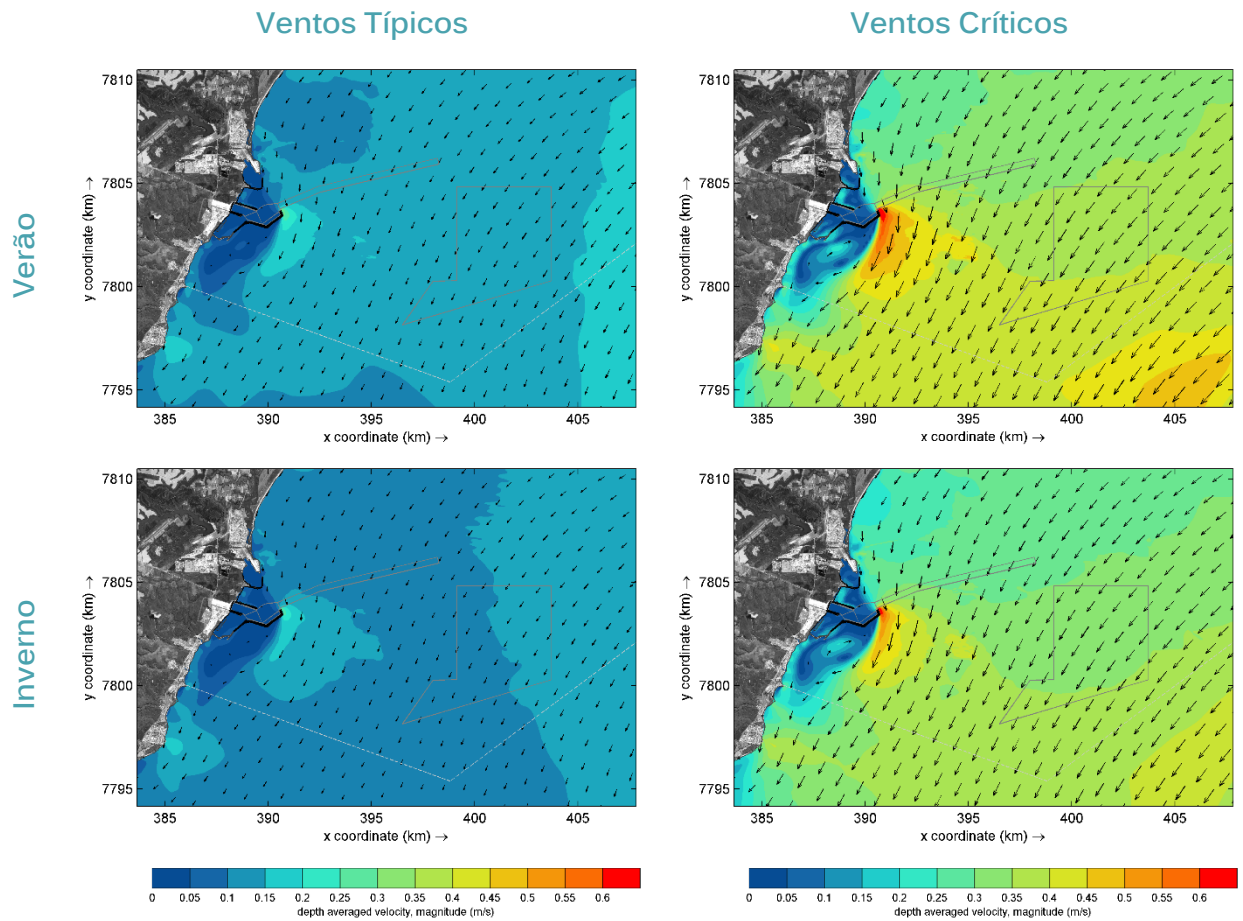 Ventos Típicos
Ventos Críticos
Verão
Inverno
7810
7805
7800
7795
y coordinate (km) →
385
390
395
400
405
x coordinate (km) →
7810
7805
7800
7795
y coordinate (km) →
385
390
395
400
405
x coordinate (km) →
7810
7805
7800
7795
y coordinate (km) →
385
390
395
400
405
x coordinate (km) →
7810
7805
7800
7795
y coordinate (km) →
385
390
395
400
405
x coordinate (km) →
0 0.05 0.1 0.15 0.2 0.25 0.3 0.35 0.4 0.45 0.5 0.55 0.6
depth averaged velocity, magnitude (m/s)
0 0.05 0.1 0.15 0.2 0.25 0.3 0.35 0.4 0.45 0.5 0.55 0.6
depth averaged velocity, magnitude (m/s)